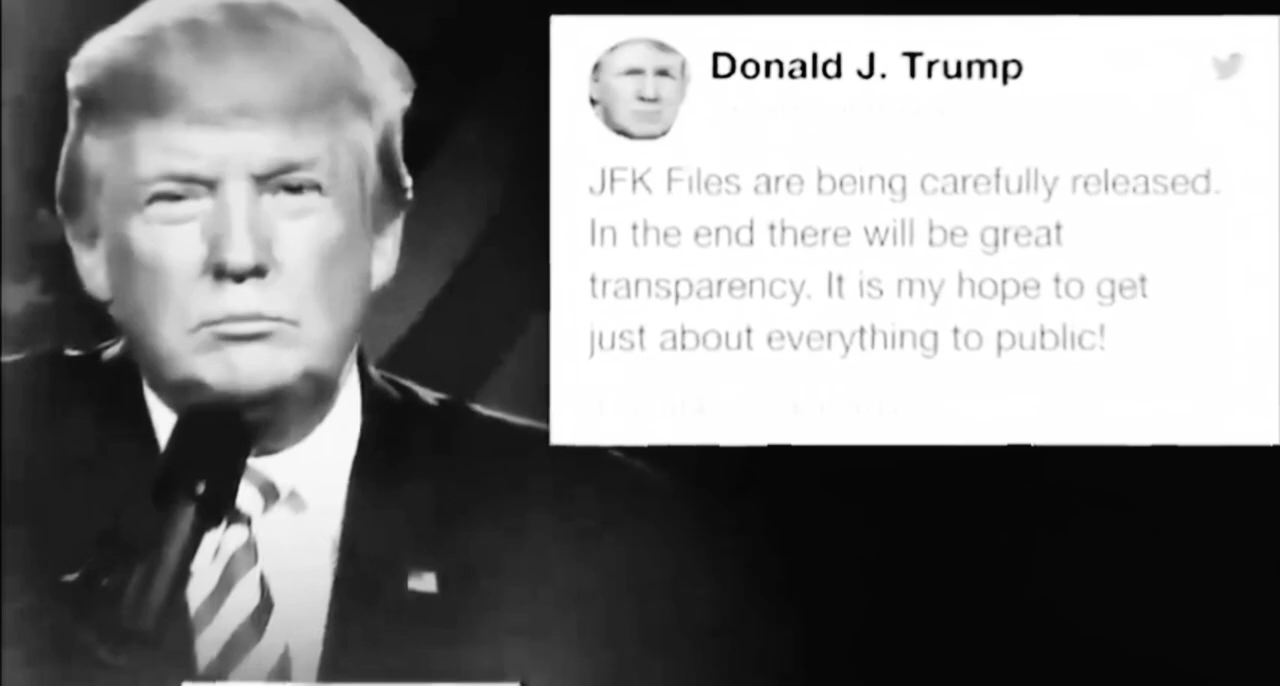 Donald J. Trump
JFK Files are being carefully released.
In the end there will be great
transparency. It is my hope to get
just about everything to public!